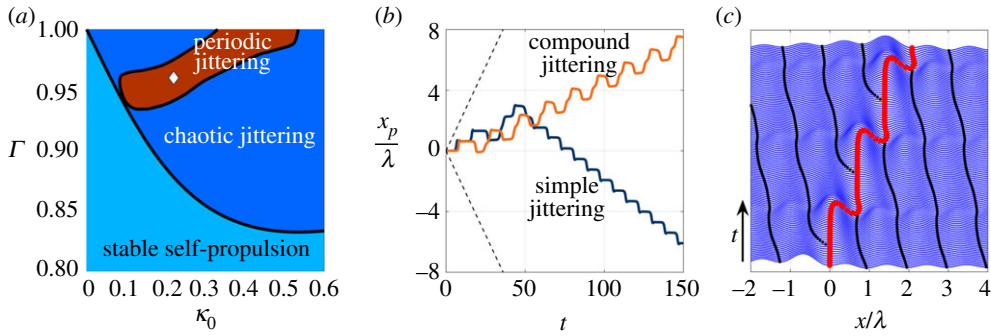 (a)
1.00
0.95
Γ 0.90
0.85
0.80
periodic
jittering
chaotic jittering
stable self-propulsion
0 0.1 0.2 0.3 0.4 0.5 0.6
κ0
(b)
8
4
xp
λ
0
−4
−8
compound
jittering
simple
jittering
0 50 100 150
t
(c)
t
−2 −1 0 1 2 3 4
x/λ